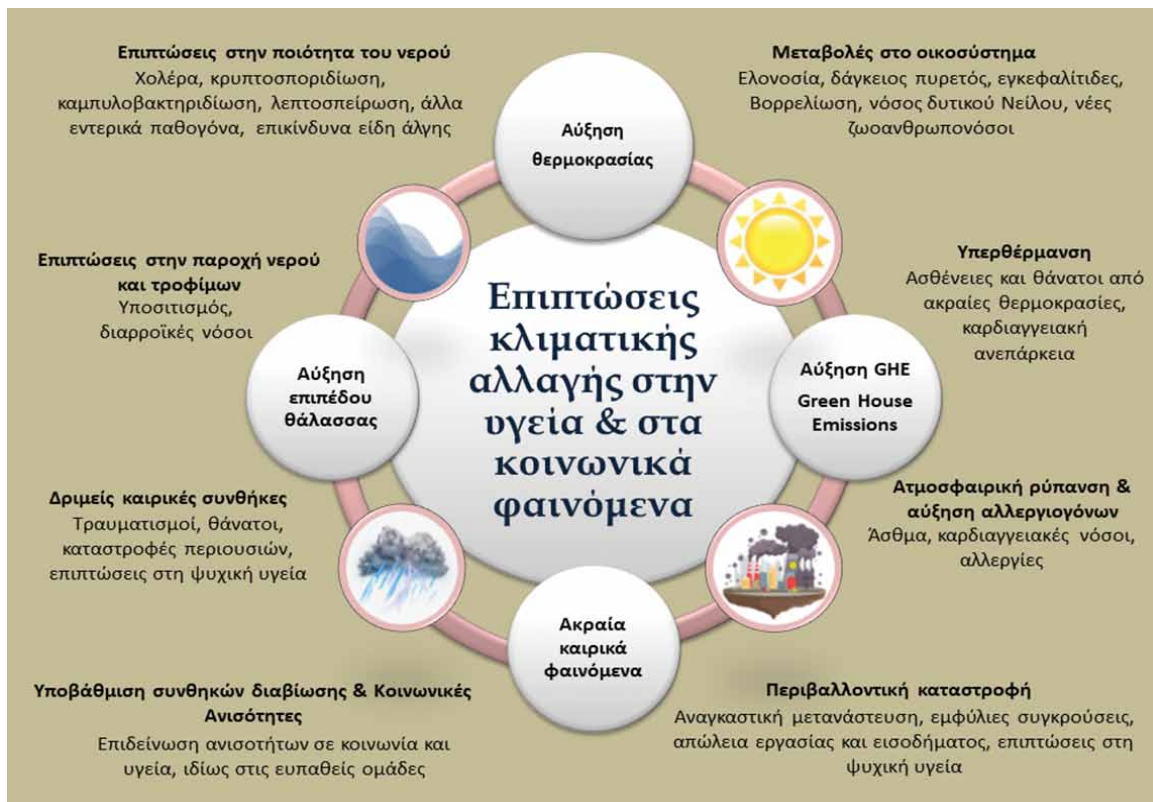 Επιπτώσεις στην ποιότητα του νερού
Χολέρα, κρυπτοσποριδίωση,
καμπυλοβακτηριδίωση, λεπτοσπείρωση, άλλα
εντερικά παθογόνα, επικίνδυνα είδη άλγης
Αύξηση
θερμοκρασίας
Μεταβολές στο οικοσύστημα
Ελονοσία, δάγκειος πυρετός, εγκεφαλίτιδες,
Βορρελίωση, νόσος δυτικού Νείλου, νέες
ζωοανθρωπονόσοι
Επιπτώσεις στην παροχή νερού
και τροφίμων
Υποσιτισμός,
διαρροϊκές νόσοι
Υπερθέρμανση
Ασθένειες και θάνατοι από
ακραίες θερμοκρασίες,
καρδιαγγειακή
ανεπάρκεια
Επιπτώσεις
κλιματικής
αλλαγής στην
υγεία & στα
κοινωνικά
φαινόμενα
Αύξηση
επιπέδου
θάλασσας
Αύξηση GHE
Green House
Emissions
Δριμείς καιρικές συνθήκες
Τραυματισμοί, θάνατοι,
καταστροφές περιουσιών,
επιπτώσεις στη ψυχική υγεία
Ατμοσφαιρική ρύπανση &
αύξηση αλλεργιογόνων
Άσθμα, καρδιαγγειακές νόσοι,
αλλεργίες
Ακραία
καιρικά
φαινόμενα
Υποβάθμιση συνθηκών διαβίωσης & Κοινωνικές
Ανισότητες
Επιδείνωση ανισοτήτων σε κοινωνία και
υγεία, ιδίως στις ευπαθείς ομάδες
Περιβαλλοντική καταστροφή
Αναγκαστική μετανάστευση, εμφύλιες συγκρούσεις,
απώλεια εργασίας και εισοδήματος, επιπτώσεις στη
ψυχική υγεία